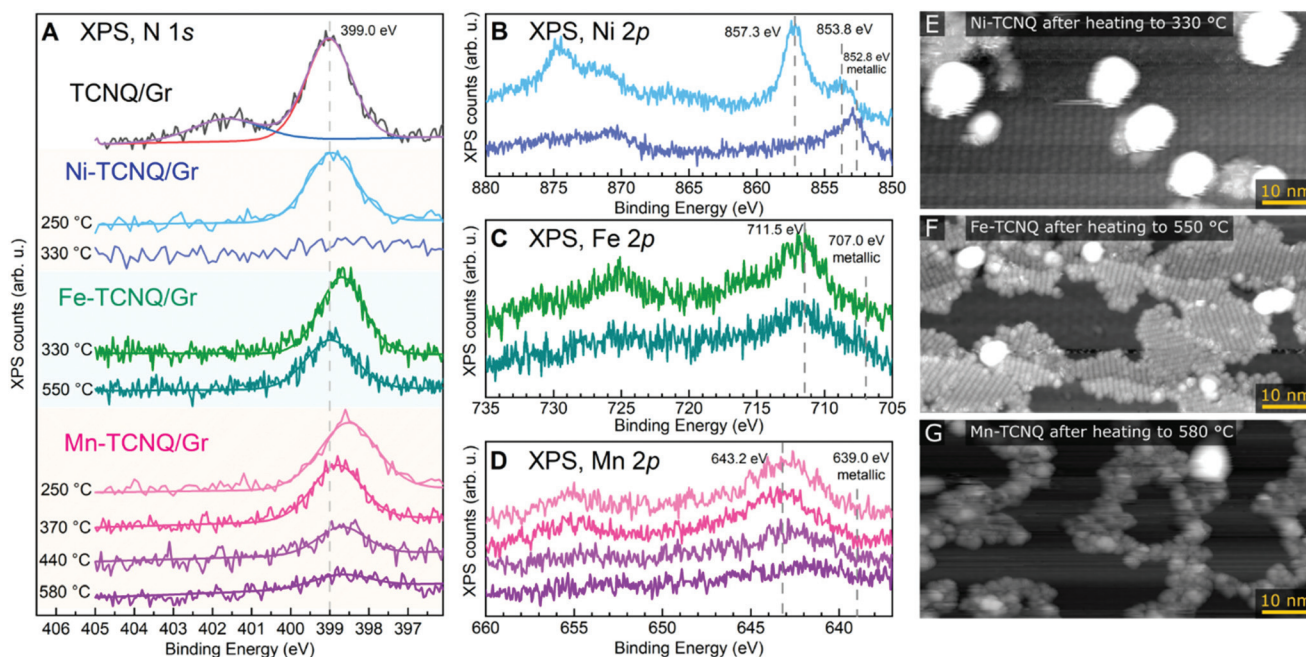 A XPS, N 1s
399.0 eV
TCNQ/Gr
Ni-TCNQ/Gr
250 °C
330 °C
Fe-TCNQ/Gr
330 °C
550 °C
Mn-TCNQ/Gr
250 °C
370 °C
440 °C
580 °C
XPS counts (arb. u.)
406 405 404 403 402 401 400 399 398 397
Binding Energy (eV)
B XPS, Ni 2p
857.3 eV
853.8 eV
852.8 eV
metallic
XPS counts (arb. u.)
880 875 870 865 860 855 850
Binding Energy (eV)
C XPS, Fe 2p
711.5 eV
707.0 eV
metallic
XPS counts (arb. u.)
735 730 725 720 715 710 705
Binding Energy (eV)
D XPS, Mn 2p
643.2 eV
639.0 eV
metallic
XPS counts (arb. u.)
660 655 650 645 640
Binding Energy (eV)
E Ni-TCNQ after heating to 330 °C
10 nm
F Fe-TCNQ after heating to 550 °C
10 nm
G Mn-TCNQ after heating to 580 °C
10 nm